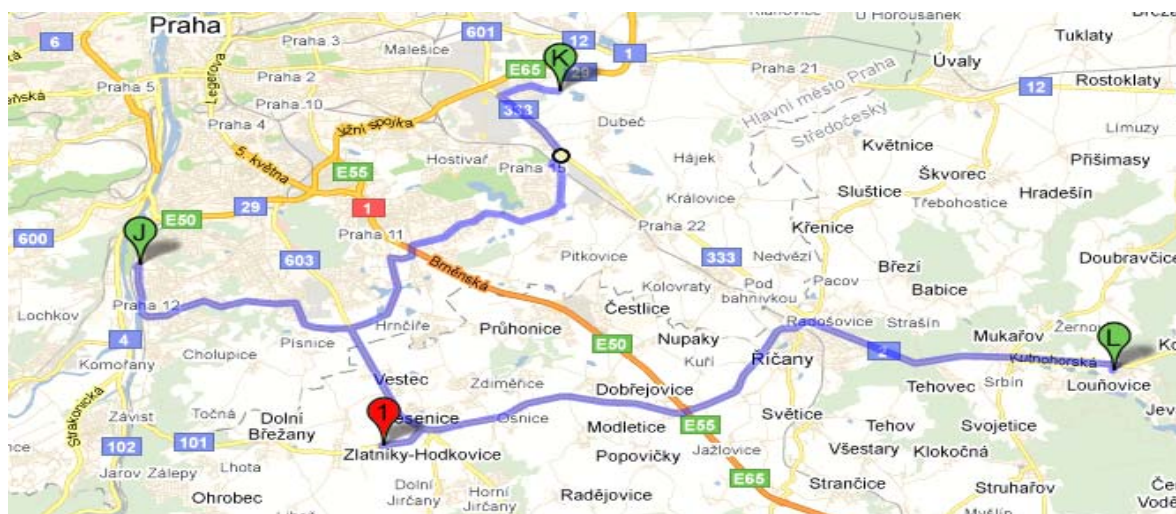 6
Praha
Praha 3
Malešice
601
12
1
Tuklaty
Úvaly
Praha 5
Legerova
Praha 2
E65
K
29
Praha 21
Hlavní město Praha
12
Rostoklaty
Praha 10
333
Středočeský
Praha 4
Jižní spojka
Dubeč
Limuzy
5. května
Hostivař
Praha 15
Hájek
Květnice
Přišimasy
E55
Škvorec
Hradešín
29
1
Královice
Sluštice
Třebohostice
E50
J
600
Praha 11
Praha 22
Křenice
603
Brněnská
Pitkovice
333
Nedvězí
Doubravčice
Březí
Kolovraty
Pod bahnivkou
Pacov
Babice
Praha 12
Lochkov
Hrnčíře
Průhonice
Čestlice
Radošovice
Strašín
Mukařov
L
4
Písnice
E50
Nupaky
Komořany
Cholupice
Kuří
Říčany
2
Kutnohorská
Vestec
Zdiměřice
Tehovec
Srbín
Louňovice
Dobřejovice
Strakonická
Závist
Točná
Dolní Břežany
1
Osnice
Modletice
E55
Světice
Tehov
Svojetice
102
101
Zlatníky-Hodkovice
Popovičky
Jažlovice
Všestary
Klokočná
Jarov
Zálepy
Lhota
Dolní Jirčany
Horní Jirčany
E65
Strančice
Struhařov
Ohrobec
Radějovice